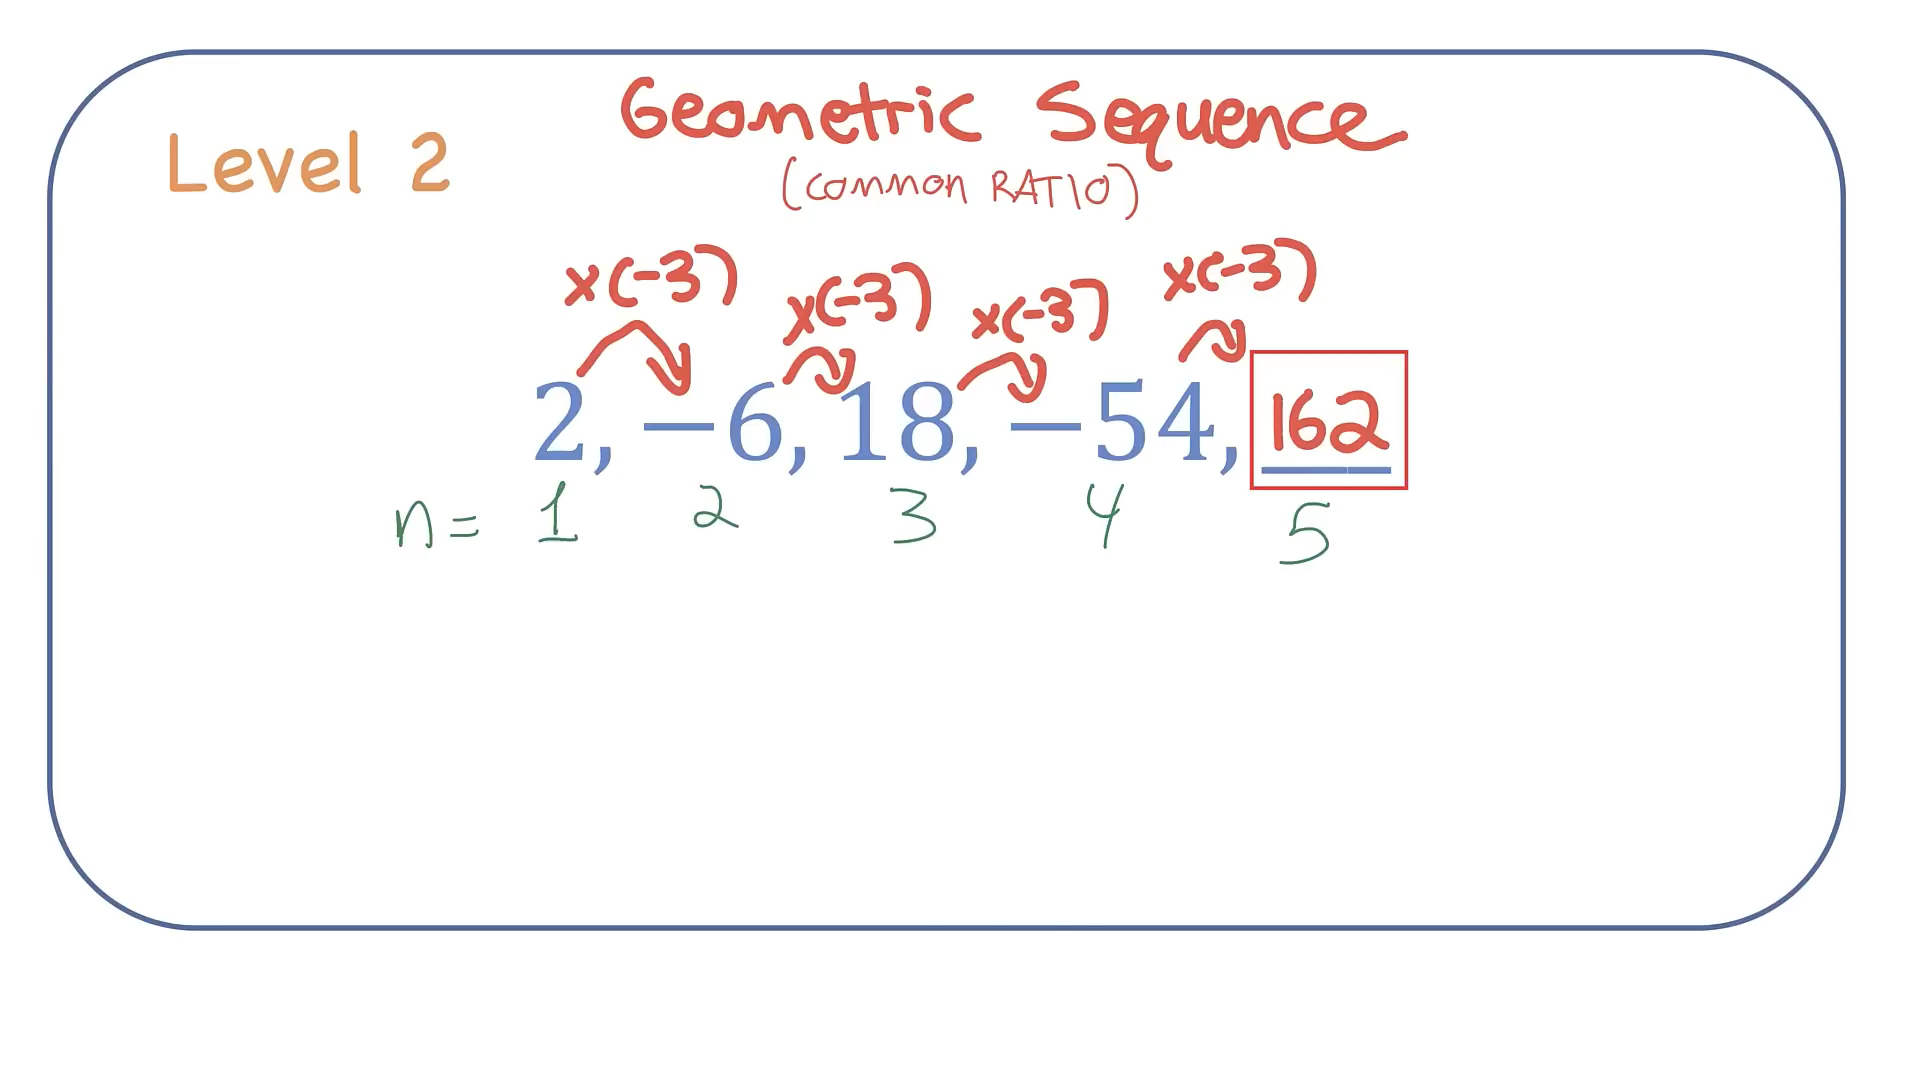 Geometric Sequence
Level 2
(common RATIO)
x(-3) x(-3) x(-3) x(-3)
2, −6, 18, −54, 162
n= 1 2 3 4 5